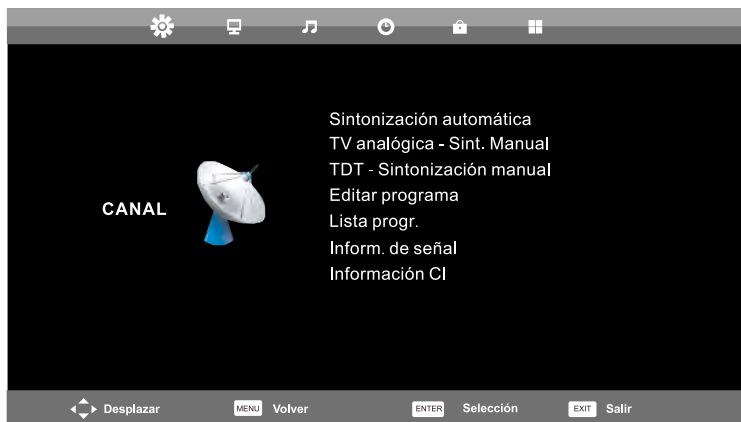 Sintonización automática
TV analógica - Sint. Manual
TDT - Sintonización manual
Editar programa
CANAL
Lista progr.
Inform. de señal
Información CI
Desplazar MENU Volver ENTER Selección EXIT Salir